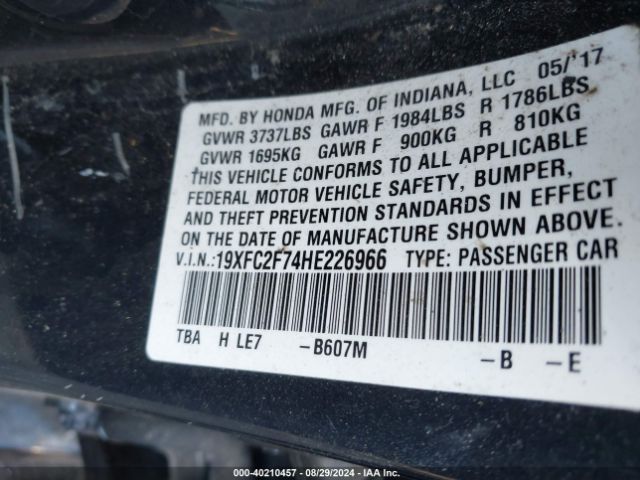 MFD. BY HONDA MFG. OF INDIANA, LLC 05/'17
GVWR 3737LBS GAWR F 1984LBS R 1786LBS
GVWR 1695KG GAWR F 900KG R 810KG
THIS VEHICLE CONFORMS TO ALL APPLICABLE
FEDERAL MOTOR VEHICLE SAFETY, BUMPER,
AND THEFT PREVENTION STANDARDS IN EFFECT
ON THE DATE OF MANUFACTURE SHOWN ABOVE.
V.I.N.:19XFC2F74HE226966 TYPE: PASSENGER CAR
TBA H LE7 -B607M -B -E
000-40210457 - 08/29/2024 - IAA Inc.